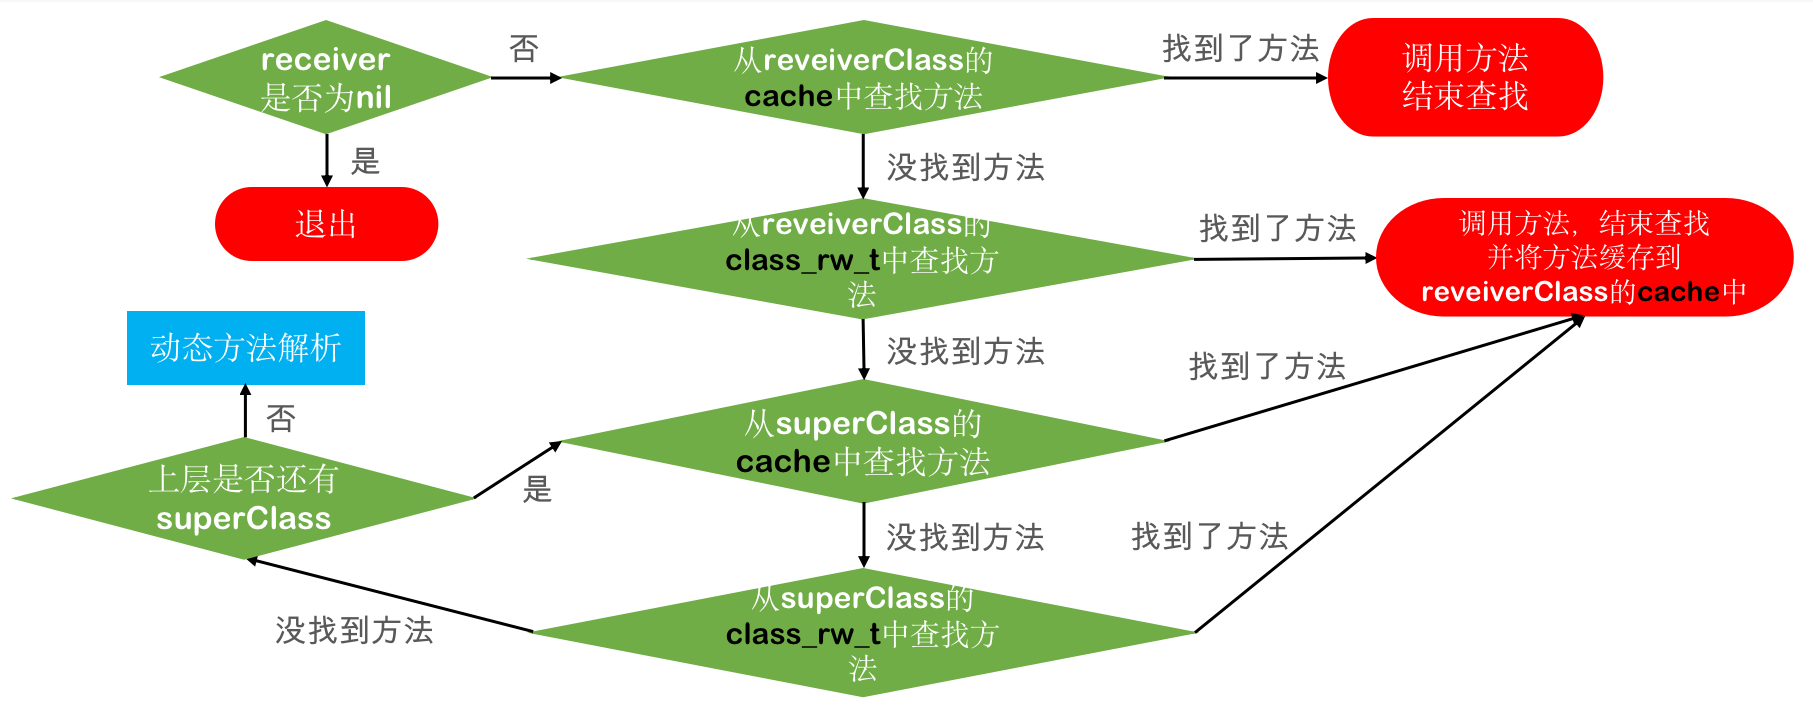 receiver
是否为nil
否
从reveiverClass的
cache中查找方法
找到了方法
调用方法
结束查找
是
退出
没找到方法
从reveiverClass的
class_rw_t中查找方
法
找到了方法
调用方法，结束查找
并将方法缓存到
reveiverClass的cache中
没找到方法
动态方法解析
否
从superClass的
cache中查找方法
找到了方法
上层是否还有
superClass
是
没找到方法
找到了方法
从superClass的
class_rw_t中查找方
法
没找到方法